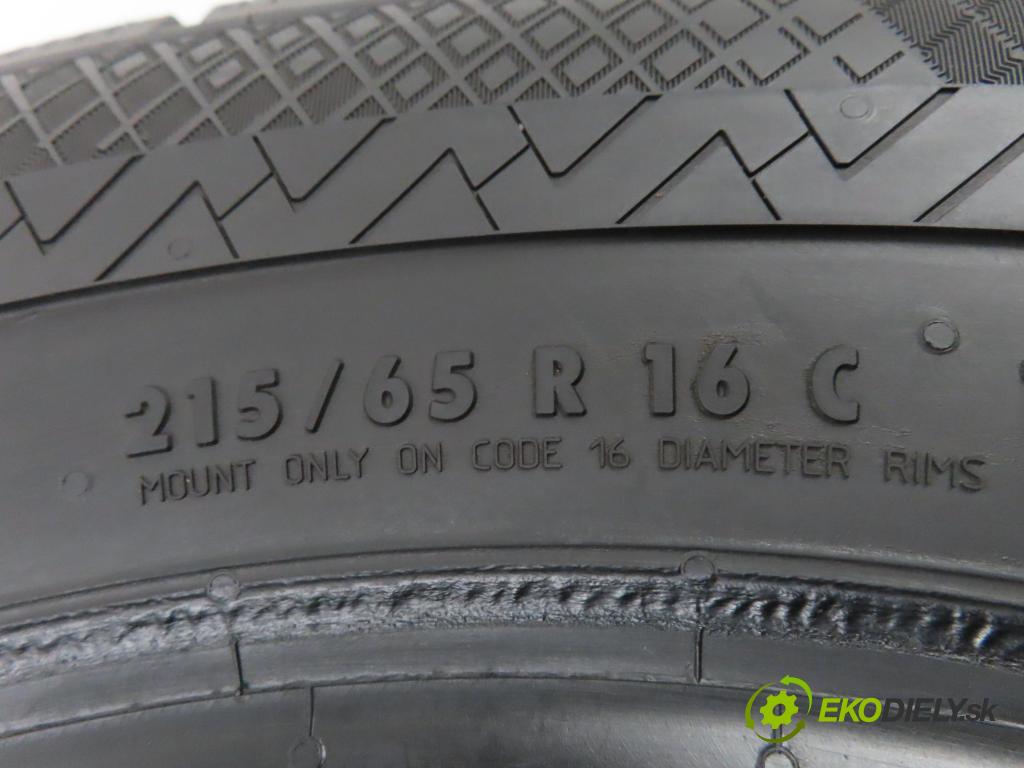 215/65 R 16 C
MOUNT ONLY ON CODE 16 DIAMETER RIMS
EKODIELY.sk